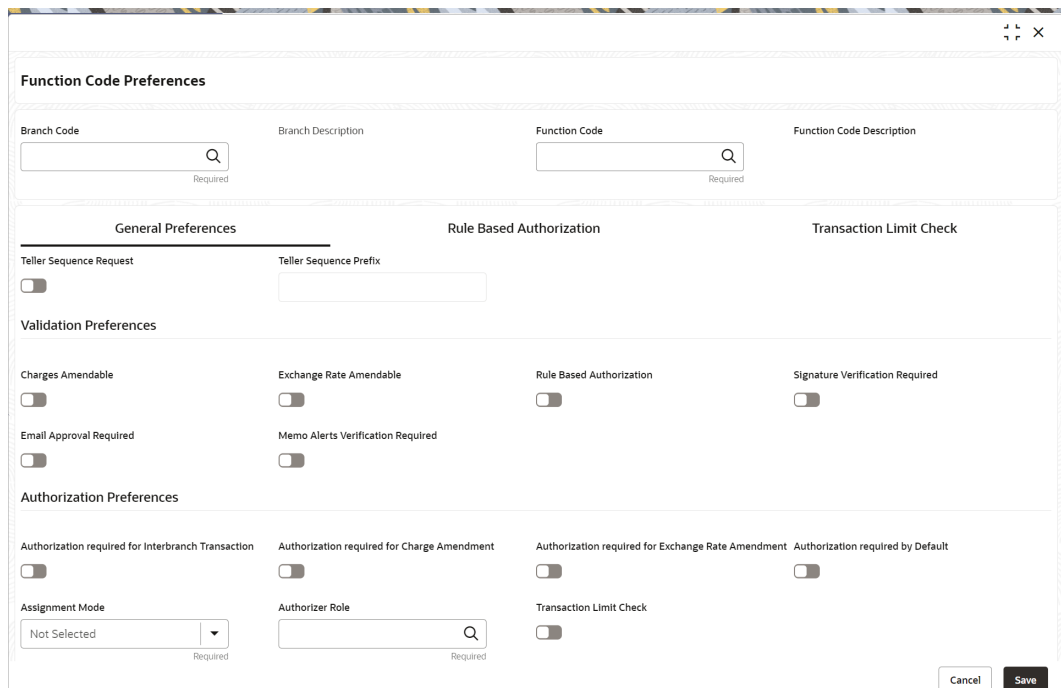 Function Code Preferences
Branch Code
Branch Description
Function Code
Function Code Description
Required
Required
General Preferences
Rule Based Authorization
Transaction Limit Check
Teller Sequence Request
Teller Sequence Prefix
Validation Preferences
Charges Amendable
Exchange Rate Amendable
Rule Based Authorization
Signature Verification Required
Email Approval Required
Memo Alerts Verification Required
Authorization Preferences
Authorization required for Interbranch Transaction
Authorization required for Charge Amendment
Authorization required for Exchange Rate Amendment
Authorization required by Default
Assignment Mode
Authorizer Role
Transaction Limit Check
Not Selected
Required
Required
Cancel
Save